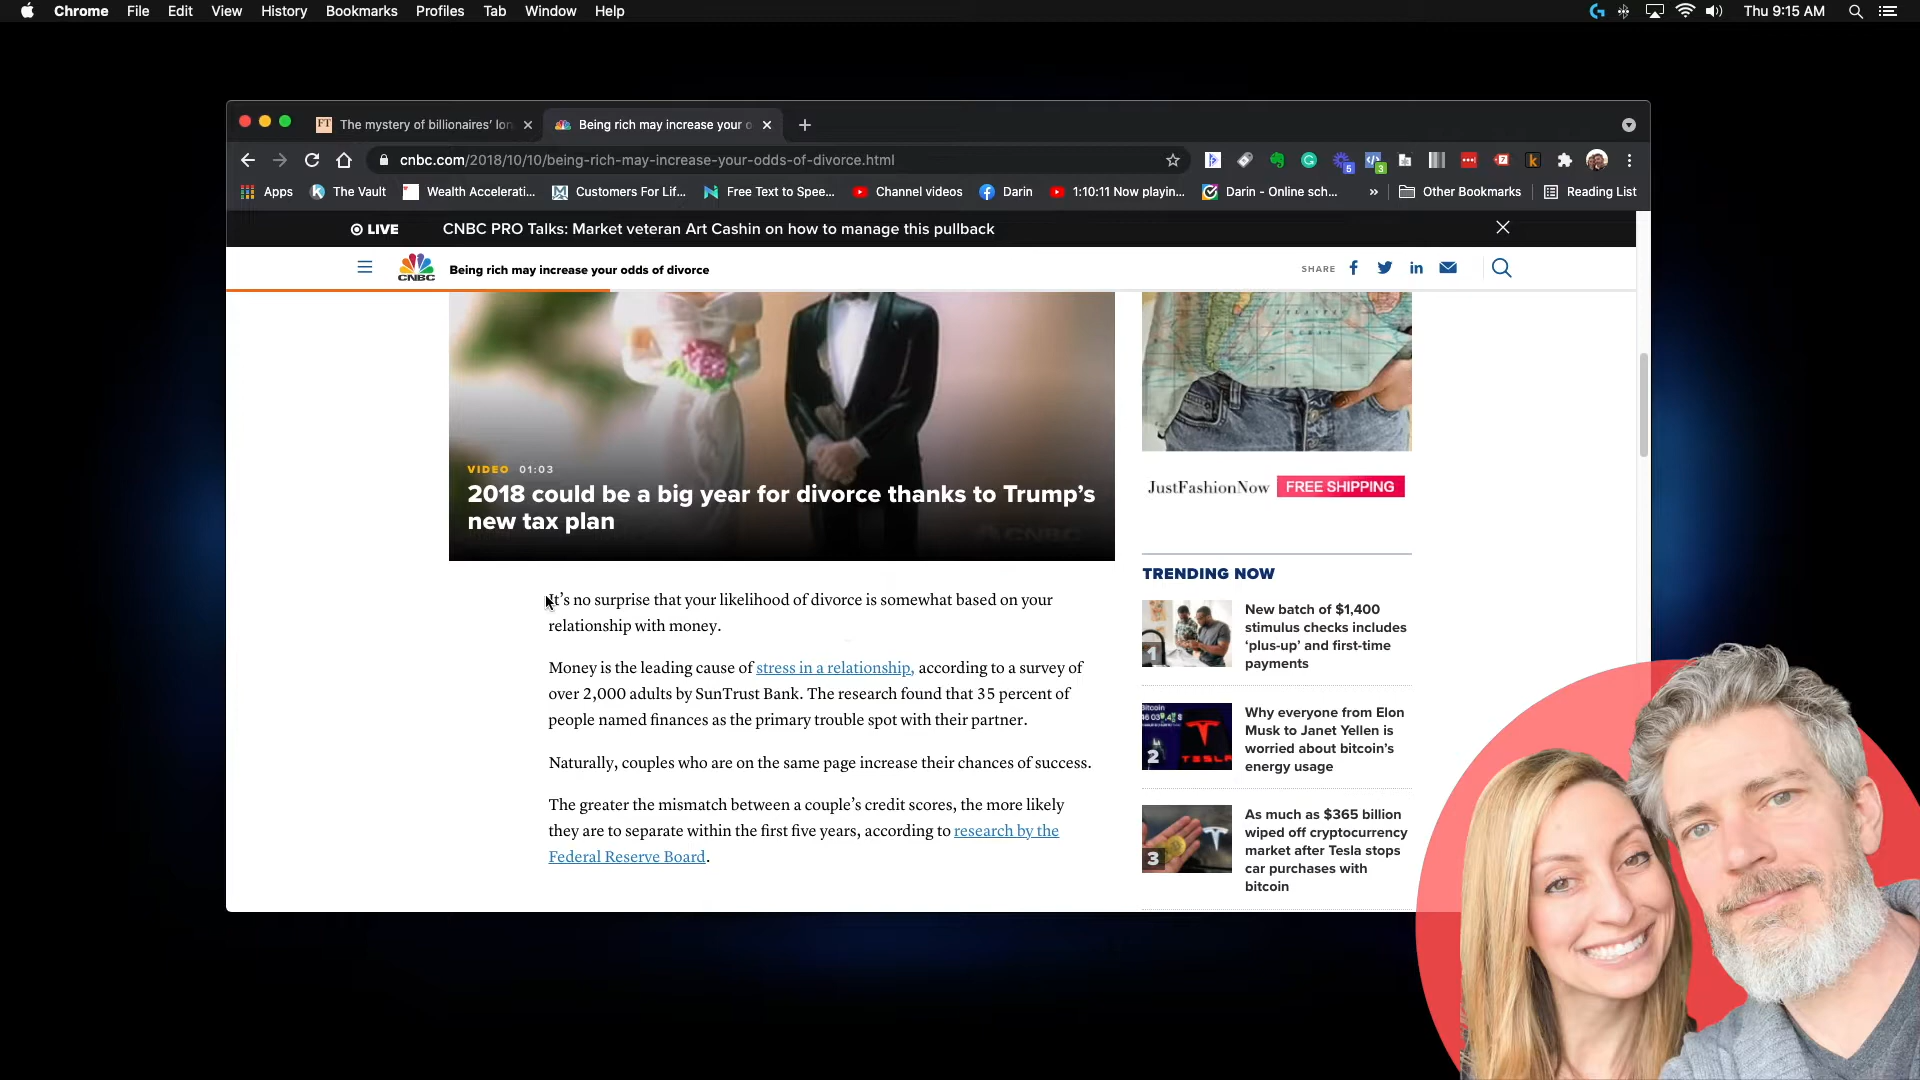 Chrome File Edit View History Bookmarks Profiles Tab Window Help Thu 9:15 AM
FT The mystery of billionaires' lon Being rich may increase your o
cnbc.com/2018/10/10/being-rich-may-increase-your-odds-of-divorce.html
5 3 k
Apps The Vault Wealth Accelerati... Customers For Lif... Free Text to Spee... Channel videos Darin 1:10:11 Now playin... Darin - Online sch... » Other Bookmarks Reading List
LIVE CNBC PRO Talks: Market veteran Art Cashin on how to manage this pullback
CNBC Being rich may increase your odds of divorce SHARE
VIDEO 01:03
2018 could be a big year for divorce thanks to Trump's
new tax plan
CNBC
It's no surprise that your likelihood of divorce is somewhat based on your
relationship with money.
Money is the leading cause of stress in a relationship, according to a survey of
over 2,000 adults by SunTrust Bank. The research found that 35 percent of
people named finances as the primary trouble spot with their partner.
Naturally, couples who are on the same page increase their chances of success.
The greater the mismatch between a couple's credit scores, the more likely
they are to separate within the first five years, according to research by the
Federal Reserve Board.
JustFashionNow FREE SHIPPING
TRENDING NOW
1
New batch of $1,400
stimulus checks includes
'plus-up' and first-time
payments
2
Why everyone from Elon
Musk to Janet Yellen is
worried about bitcoin's
energy usage
3
As much as $365 billion
wiped off cryptocurrency
market after Tesla stops
car purchases with
bitcoin